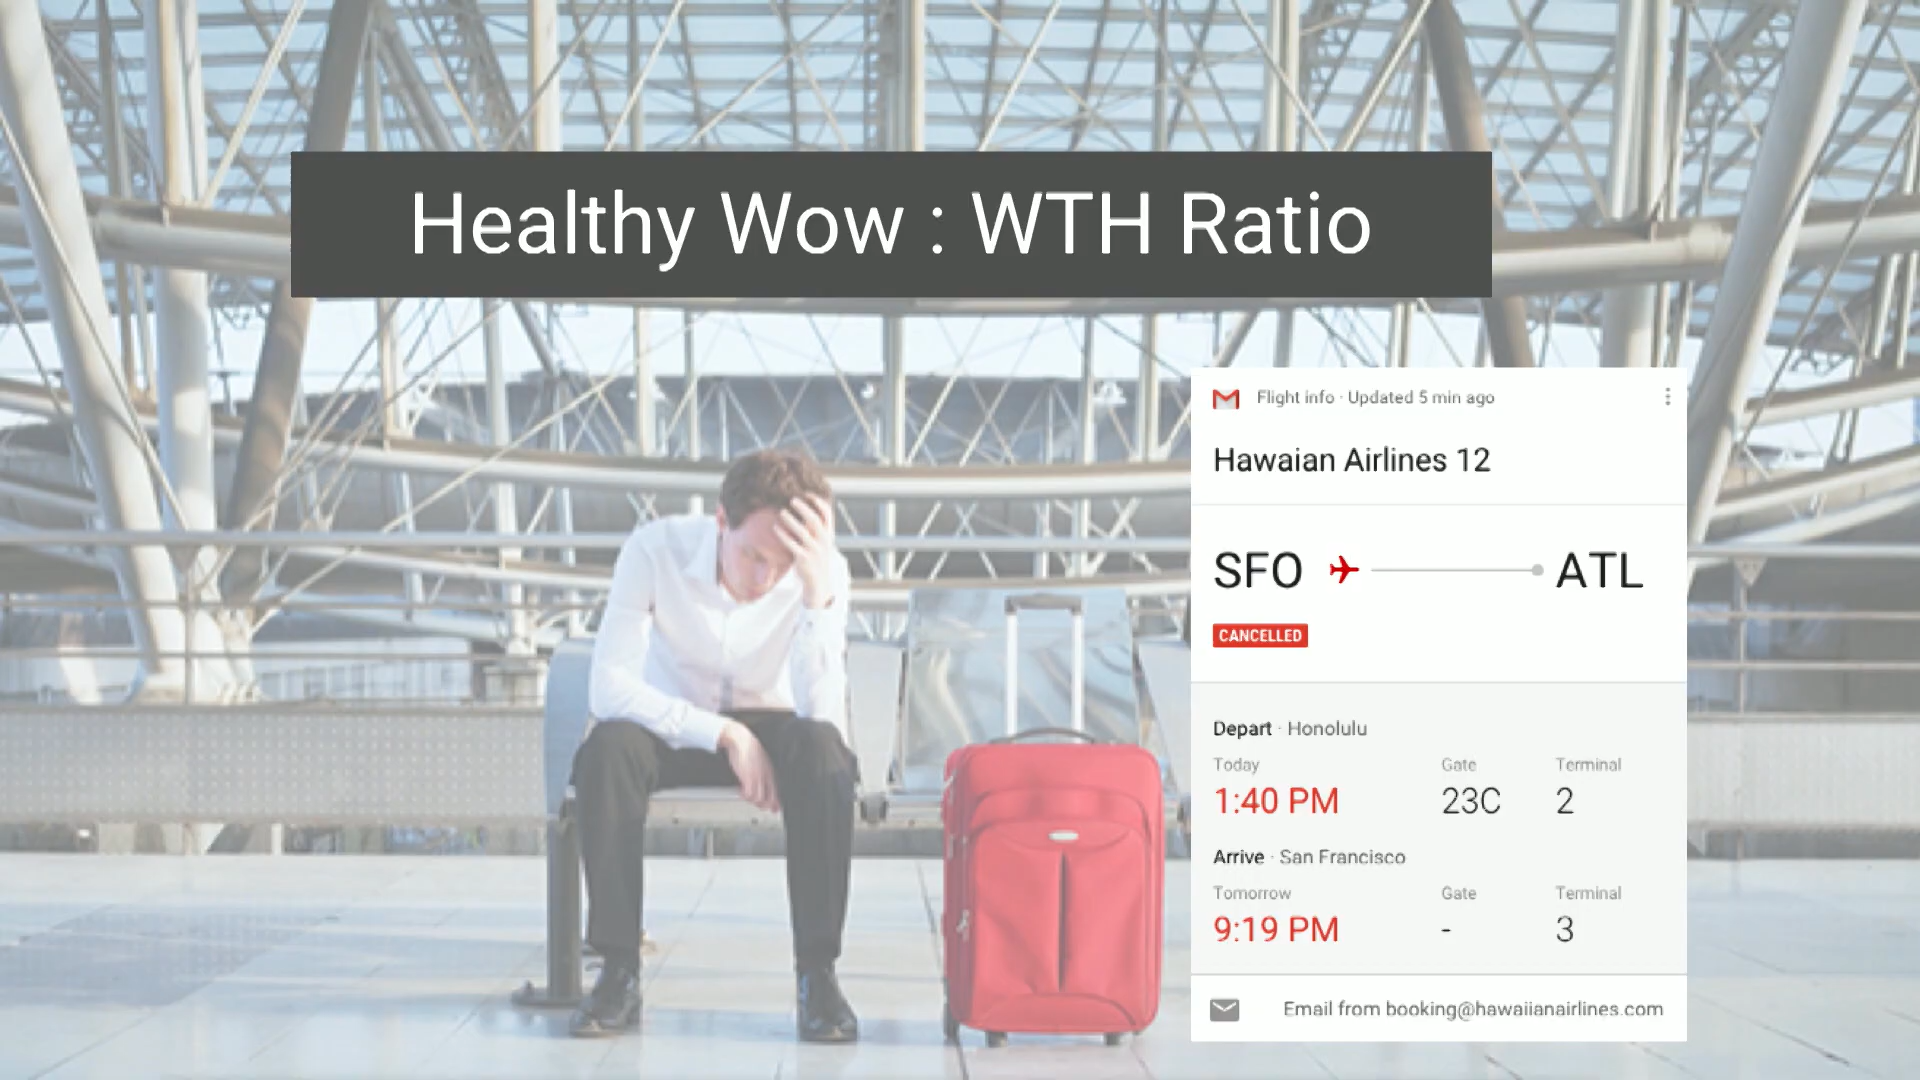 Healthy Wow : WTH Ratio
Flight info · Updated 5 min ago
Hawaian Airlines 12
SFO ATL
CANCELLED
Depart · Honolulu
Today Gate Terminal
1:40 PM 23C 2
Arrive · San Francisco
Tomorrow Gate Terminal
9:19 PM - 3
Email from booking@hawaiianairlines.com